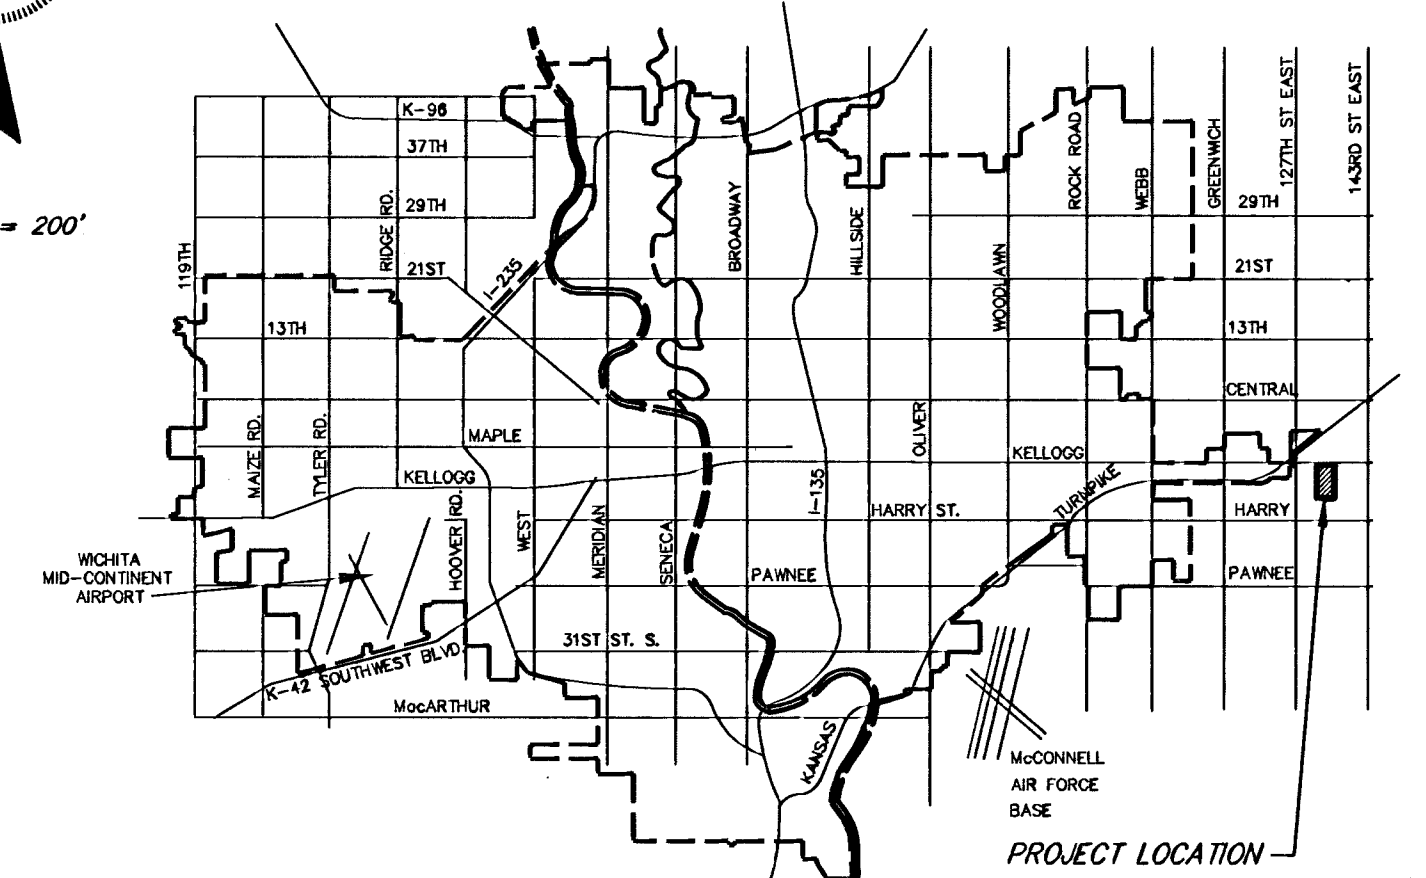 = 200'
K-96
37TH
29TH
21ST
13TH
119TH
RIDGE RD.
I-235
MAIZE RD.
TYLER RD.
MAPLE
KELLOGG
HOOVER RD.
WEST
MERIDIAN
SENECA
BROADWAY
I-135
HILLSIDE
OLIVER
WOODLAWN
ROCK ROAD
WEBB
GREENWICH
127TH ST EAST
143RD ST EAST
29TH
21ST
13TH
CENTRAL
KELLOGG
TURNPIKE
HARRY ST.
HARRY
PAWNEE
PAWNEE
WICHITA
MID-CONTINENT
AIRPORT
31ST ST. S.
K-42 SOUTHWEST BLVD.
MacARTHUR
KANSAS
McCONNELL
AIR FORCE
BASE
PROJECT LOCATION